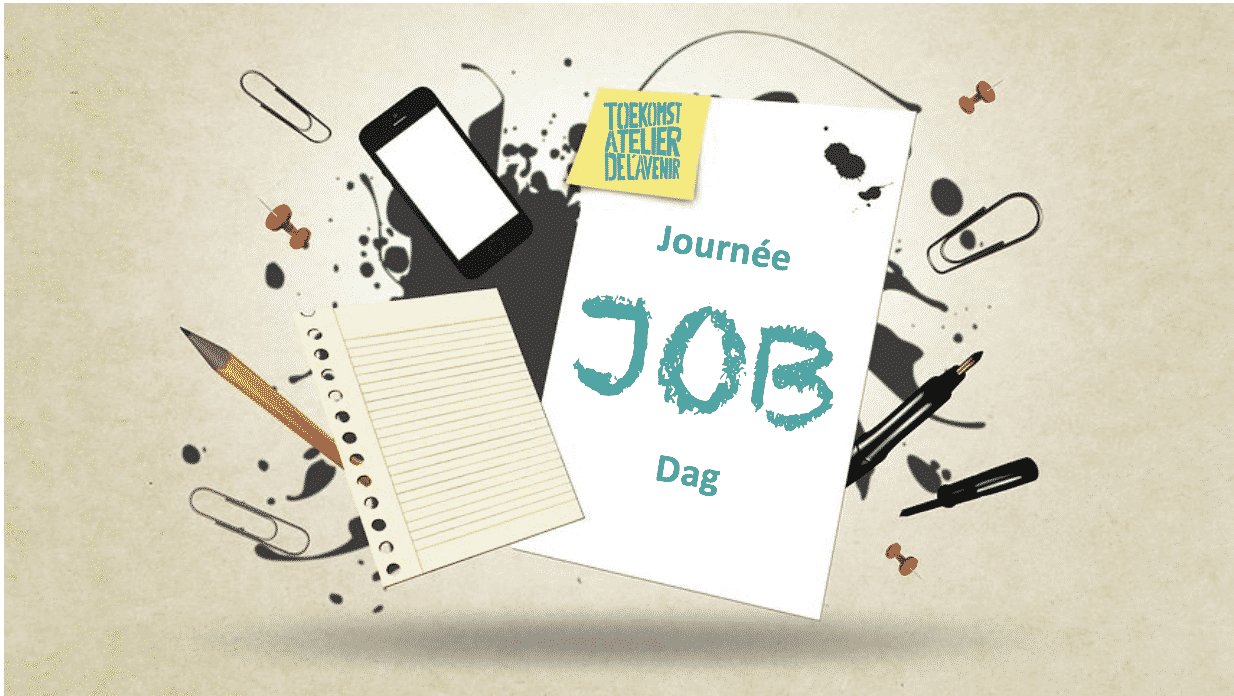 TOEKOMST
ATELIER
DE L'AVENIR
Journée
JOB
Dag